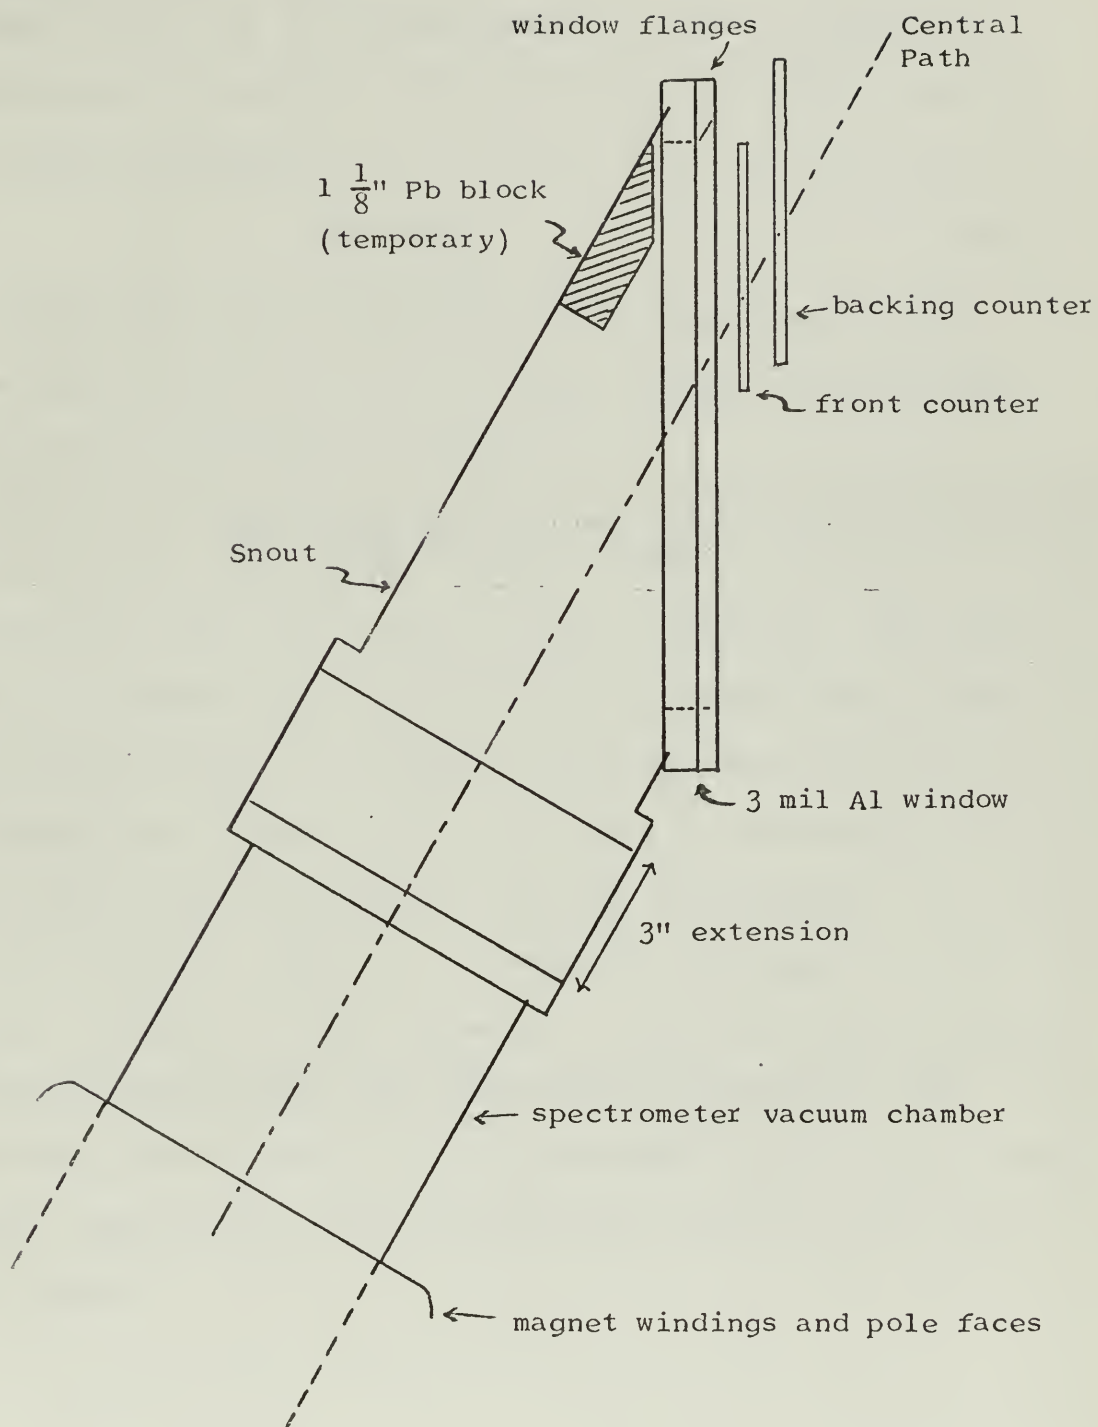 window flanges
Central
Path
1 1/8" Pb block
(temporary)
backing counter
front counter
Snout
3 mil Al window
3" extension
spectrometer vacuum chamber
magnet windings and pole faces